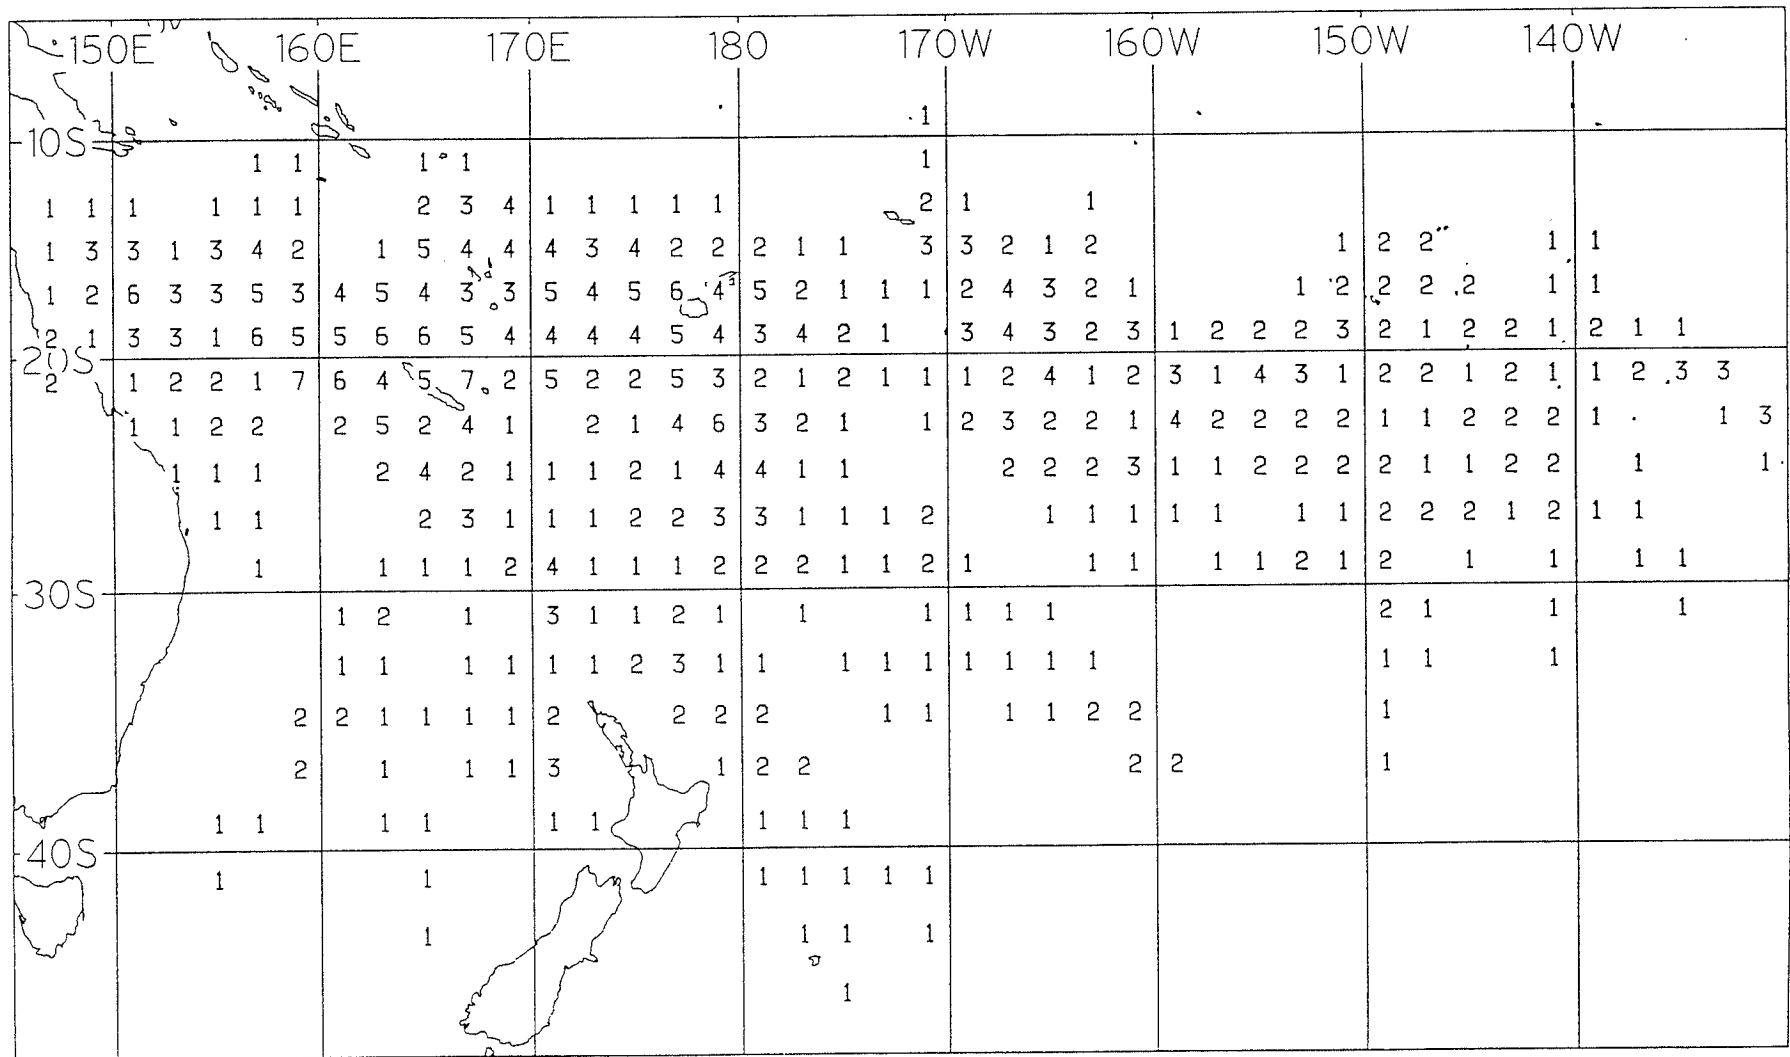 150E 160E 170E 180 170W 160W 150W 140W
1
10S
1 1 1 1 1
1 1 1 1 1 1 2 3 4 1 1 1 1 1 2 1 1
1 3 3 1 3 4 2 1 5 4 4 4 3 4 2 2 2 1 1 3 3 2 1 2 1 2 2 1 1
1 2 6 3 3 5 3 4 5 4 3 3 5 4 5 6 4 5 2 1 1 1 2 4 3 2 1 1 2 2 2 2 1 1
2 1 3 3 1 6 5 5 6 6 5 4 4 4 4 5 4 3 4 2 1 3 4 3 2 3 1 2 2 2 3 2 1 2 2 1 2 1 1
20S
2 1 2 2 1 7 6 4 5 7 2 5 2 2 5 3 2 1 2 1 1 1 2 4 1 2 3 1 4 3 1 2 2 1 2 1 1 2 3 3
1 1 2 2 2 5 2 4 1 2 1 4 6 3 2 1 1 2 3 2 2 1 4 2 2 2 2 1 1 2 2 2 1 1 3
1 1 1 2 4 2 1 1 1 2 1 4 4 1 1 2 2 2 3 1 1 2 2 2 2 1 1 2 2 1 1
1 1 2 3 1 1 1 2 2 3 3 1 1 1 2 1 1 1 1 1 1 1 2 2 2 1 2 1 1
1 1 1 1 2 4 1 1 1 2 2 2 1 1 2 1 1 1 1 1 2 1 2 1 1 1 1
30S
1 2 1 3 1 1 2 1 1 1 1 1 1 2 1 1 1
1 1 1 1 1 1 2 3 1 1 1 1 1 1 1 1 1 1 1 1
2 2 1 1 1 1 2 2 2 2 1 1 1 1 2 2 1
2 1 1 1 3 1 2 2 2 2 1
1 1 1 1 1 1 1 1 1
40S
1 1 1 1 1 1 1
1 1 1 1
1